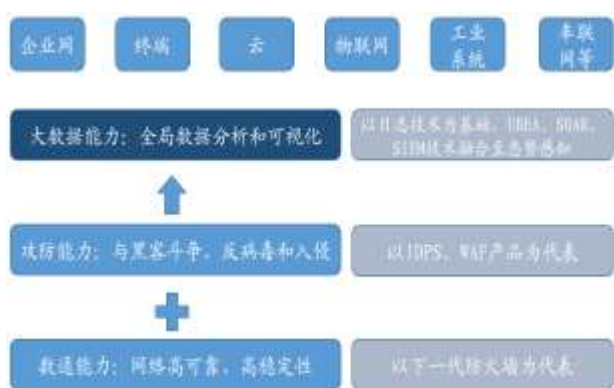 企业网
终端
云
物联网
工业
系统
车联
网等
大数据能力：全局数据分析和可视化
以日志技术为基础，UEBA、SOAR、
SIEM技术融合至态势感知
攻防能力：与黑客斗争，反病毒和入侵
以IDPS、WAF产品为代表
数通能力：网络高可靠、高稳定性
以下一代防火墙为代表